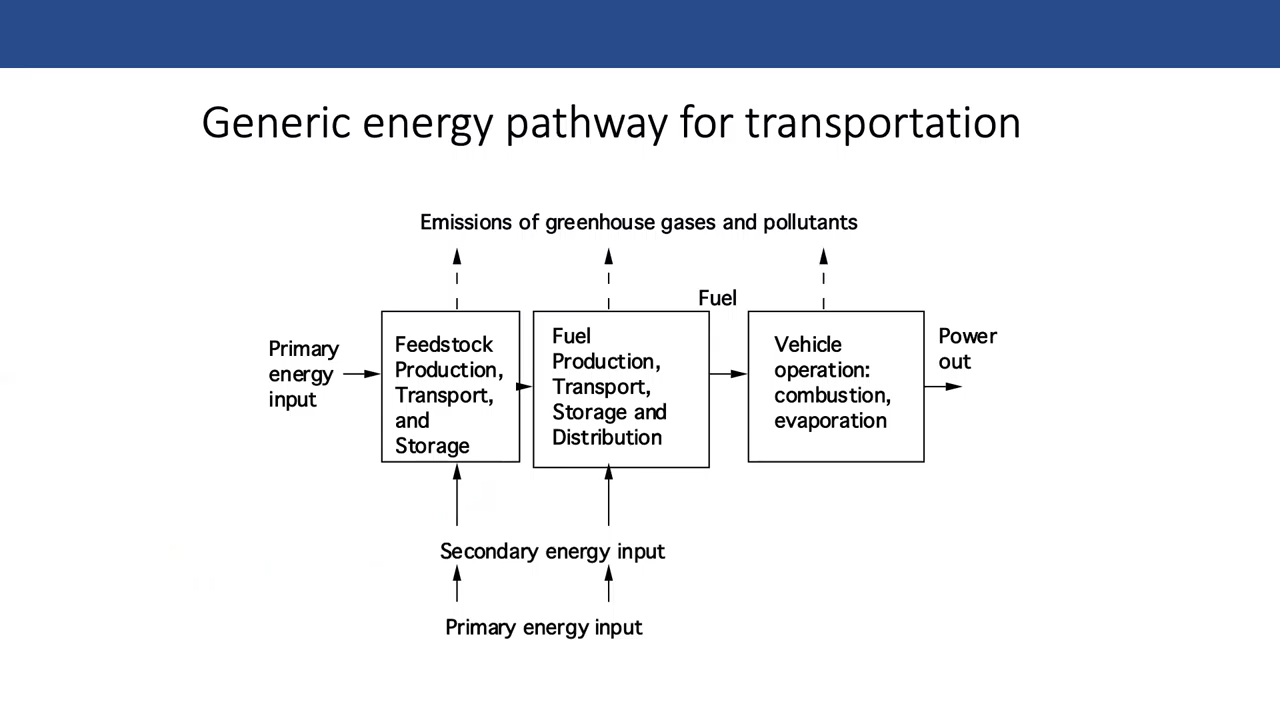 Generic energy pathway for transportation
Emissions of greenhouse gases and pollutants
Fuel
Primary
energy
input
Feedstock
Production,
Transport,
and
Storage
Fuel
Production,
Transport,
Storage and
Distribution
Vehicle
operation:
combustion,
evaporation
Power
out
Secondary energy input
Primary energy input